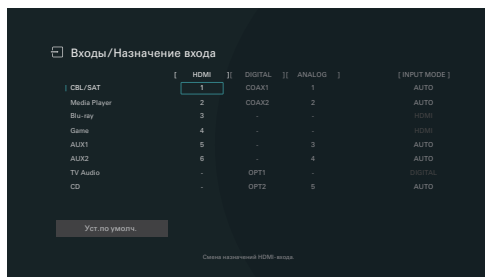 Входы/Назначение входа
[ HDMI ][ DIGITAL ][ ANALOG ] [ INPUT MODE ]
CBL/SAT 1 COAX1 1 AUTO
Media Player 2 COAX2 2 AUTO
Blu-ray 3 - - HDMI
Game 4 - - HDMI
AUX1 5 - 3 AUTO
AUX2 6 - 4 AUTO
TV Audio - OPT1 - DIGITAL
CD - OPT2 5 AUTO
Уст.по умолч.
Смена назначений HDMI-входа.